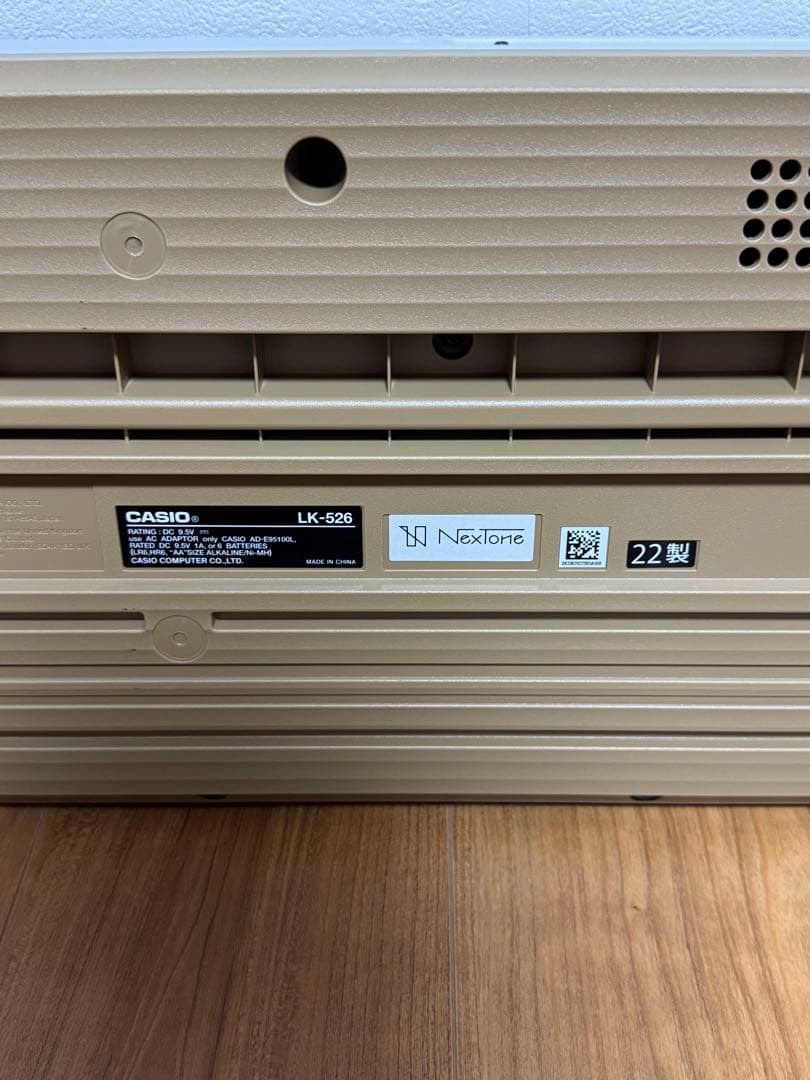 CASIO® LK-526
RATING : DC 9.5V ⎓
use AC ADAPTOR only CASIO AD-E95100L,
RATED DC 9.5V 1A, or 6 BATTERIES
(LR6,HR6, "AA"SIZE ALKALINE/Ni-MH)
CASIO COMPUTER CO.,LTD. MADE IN CHINA
NexTone
22製